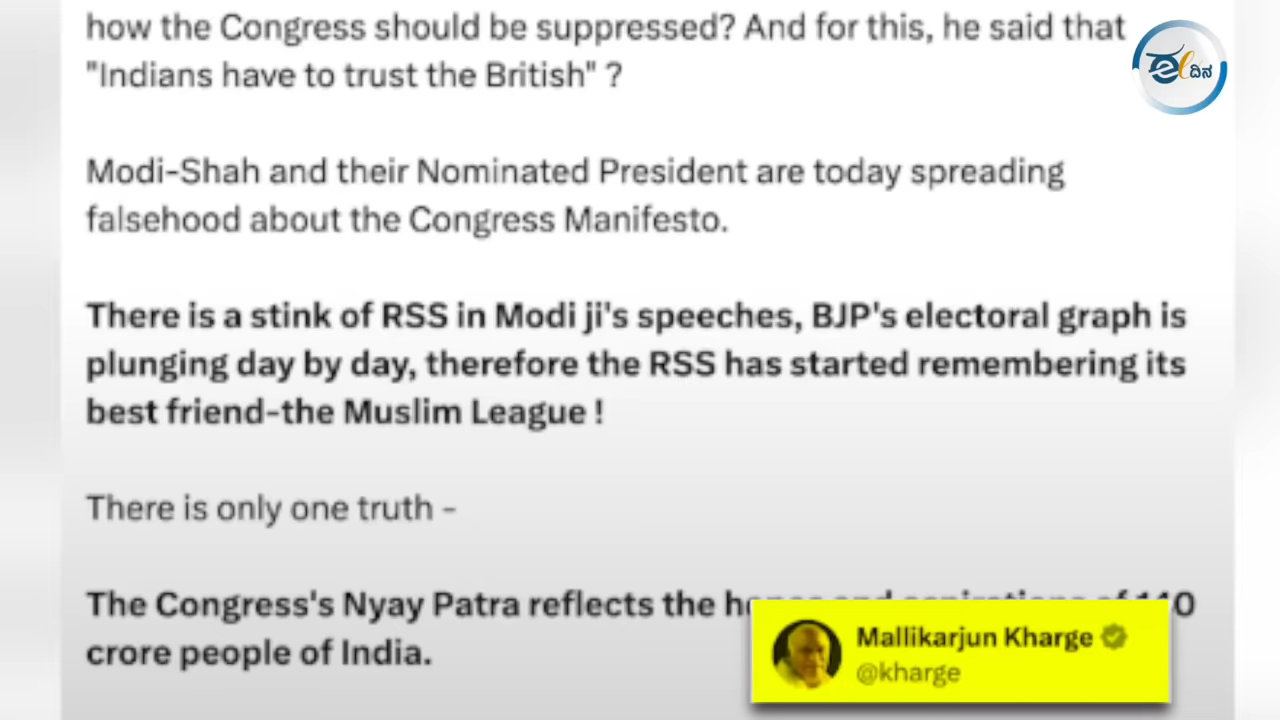 how the Congress should be suppressed? And for this, he said that
"Indians have to trust the British" ?
ಈ
el
ದಿನ
Modi-Shah and their Nominated President are today spreading
falsehood about the Congress Manifesto.
There is a stink of RSS in Modi ji's speeches, BJP's electoral graph is
plunging day by day, therefore the RSS has started remembering its
best friend-the Muslim League !
There is only one truth -
The Congress's Nyay Patra reflects the
crore people of India.
Mallikarjun Kharge
@kharge